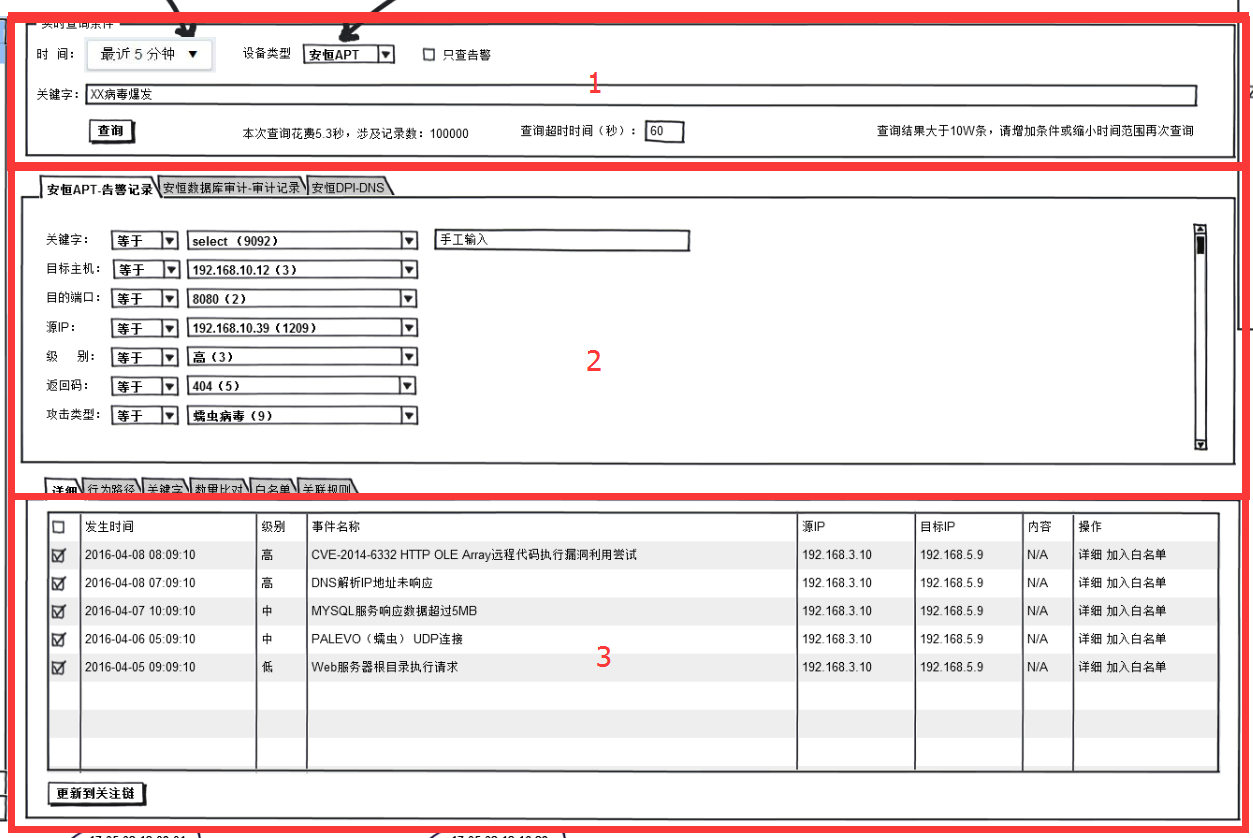 实时查询条件
时 间： 最近 5 分钟 ▼ 设备类型 安恒APT 只查告警
关键字： XX病毒爆发
1
查询 本次查询花费5.3秒，涉及记录数：100000 查询超时时间（秒）： 60 查询结果大于10W条，请增加条件或缩小时间范围再次查询
安恒APT-告警记录 安恒数据库审计-审计记录 安恒DPI-DNS
关键字： 等于 select （9092） 手工输入
目标主机： 等于 192.168.10.12（3）
目的端口： 等于 8080（2）
源IP： 等于 192.168.10.39（1209）
级 别： 等于 高（3）
2
返回码： 等于 404（5）
攻击类型： 等于 蠕虫病毒（9）
详细 行为路径 关键字 数量比对 白名单 关联规则
发生时间 级别 事件名称 源IP 目标IP 内容 操作
2016-04-08 08:09:10 高 CVE-2014-6332 HTTP OLE Array远程代码执行漏洞利用尝试 192.168.3.10 192.168.5.9 N/A 详细 加入白名单
2016-04-08 07:09:10 高 DNS解析IP地址未响应 192.168.3.10 192.168.5.9 N/A 详细 加入白名单
2016-04-07 10:09:10 中 MYSQL服务响应数据超过5MB 192.168.3.10 192.168.5.9 N/A 详细 加入白名单
2016-04-06 05:09:10 中 PALEVO（蠕虫） UDP连接 192.168.3.10 192.168.5.9 N/A 详细 加入白名单
2016-04-05 09:09:10 低 Web服务器根目录执行请求 192.168.3.10 192.168.5.9 N/A 详细 加入白名单
3
更新到关注链